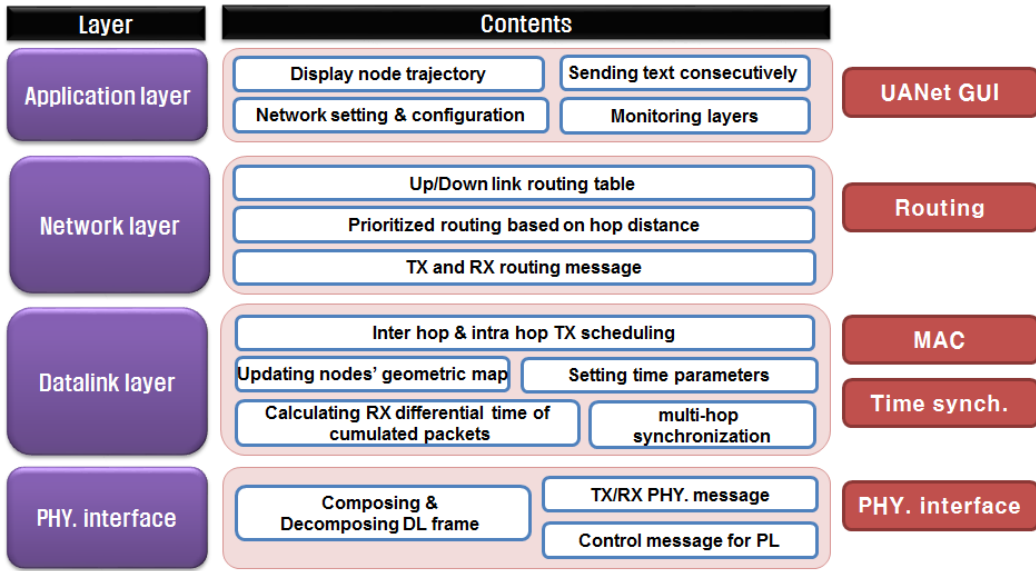 Layer
Contents
Application layer
Display node trajectory
Sending text consecutively
Network setting & configuration
Monitoring layers
UANet GUI
Network layer
Up/Down link routing table
Prioritized routing based on hop distance
TX and RX routing message
Routing
Datalink layer
Inter hop & intra hop TX scheduling
Updating nodes' geometric map
Setting time parameters
Calculating RX differential time of
cumulated packets
multi-hop
synchronization
MAC
Time synch.
PHY. interface
Composing &
Decomposing DL frame
TX/RX PHY. message
Control message for PL
PHY. interface